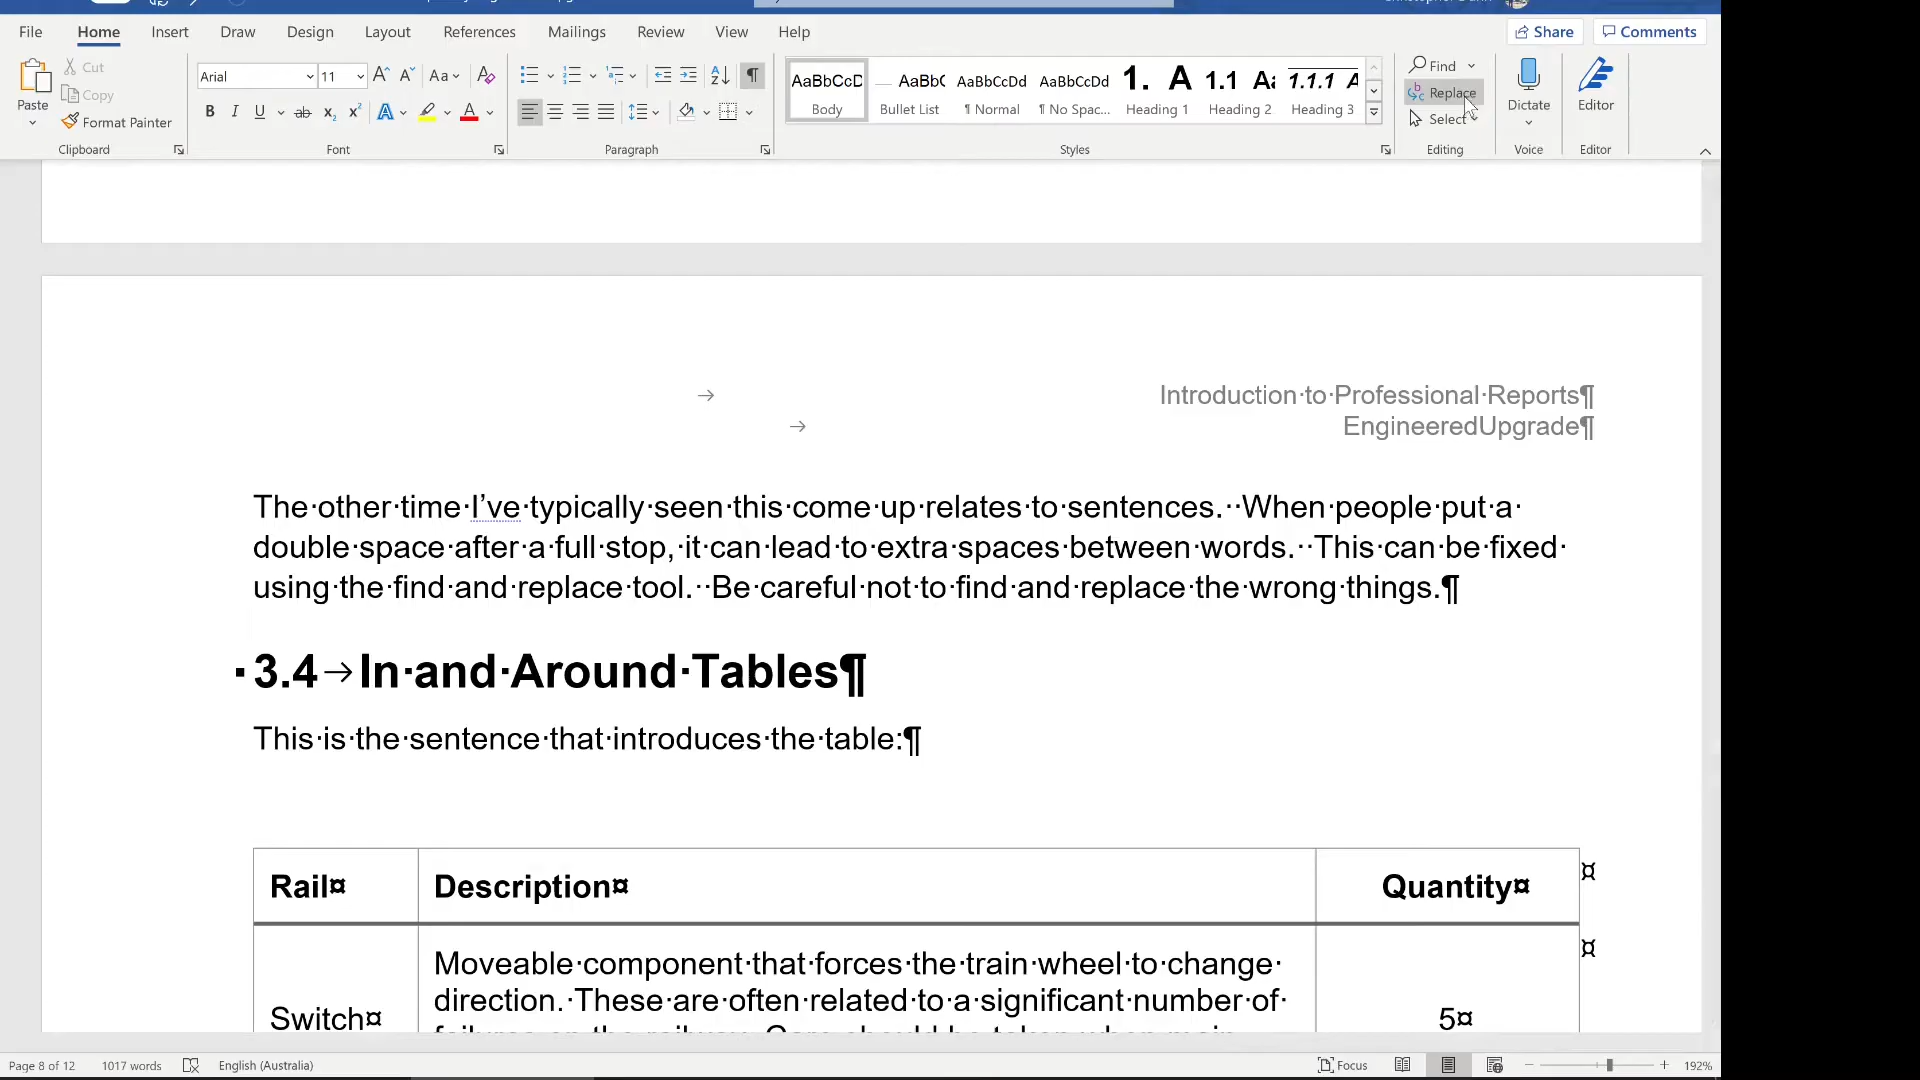 File Home Insert Draw Design Layout References Mailings Review View Help Share Comments
Paste Cut Copy Format Painter
Clipboard
Arial 11
Font
Paragraph
AaBbCcD Body
AaBbC Bullet List
AaBbCcDd ¶ Normal
AaBbCcDd ¶ No Spac...
1. A Heading 1
1.1 Aa Heading 2
1.1.1 A Heading 3
Styles
Find
Replace
Select
Editing
Dictate
Voice
Editor
Editor
→ Introduction·to·Professional·Reports¶
→ EngineeredUpgrade¶
The·other·time·I’ve·typically·seen·this·come·up·relates·to·sentences.··When·people·put·a·
double·space·after·a·full·stop,·it·can·lead·to·extra·spaces·between·words.··This·can·be·fixed·
using·the·find·and·replace·tool.··Be·careful·not·to·find·and·replace·the·wrong·things.¶
▪3.4→In·and·Around·Tables¶
This·is·the·sentence·that·introduces·the·table:¶
Rail¤ Description¤ Quantity¤ ¤
Moveable·component·that·forces·the·train·wheel·to·change·
direction.·These·are·often·related·to·a·significant·number·of·
Switch¤ 5¤
Page 8 of 12 1017 words English (Australia) Focus 192%